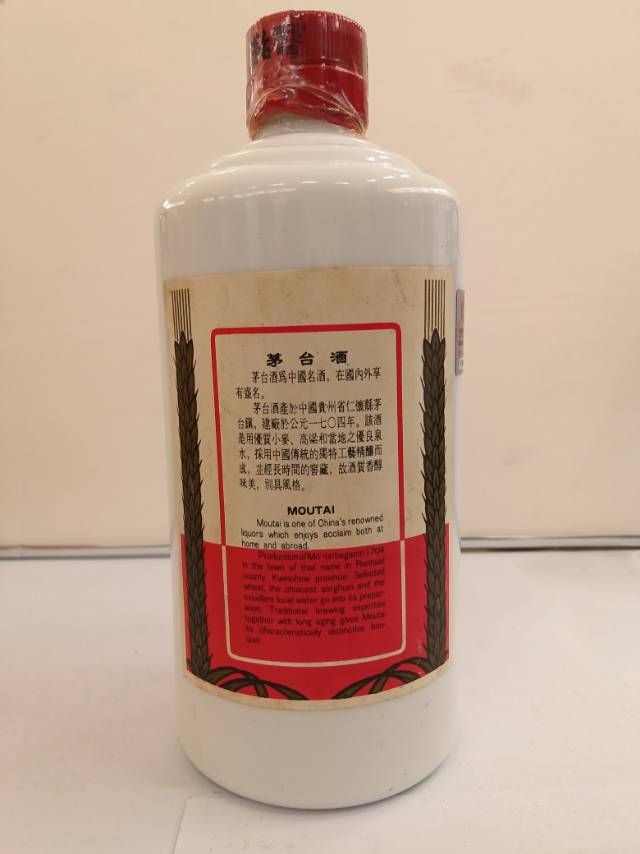 茅台酒
茅台酒爲中國名酒，在國內外享
有盛名。
茅台酒產於中國貴州省仁懷縣茅
台鎮，建廠於公元一七〇四年。該酒
是用優質小麥、高粱和當地之優良泉
水，採用中國傳統的獨特工藝精釀而
成，並經長時間的窖藏，故酒質香醇
味美，別具風格。
MOUTAI
Moutai is one of China's renowned
liquors which enjoys acclaim both at
home and abroad.
Production of Moutai began in 1704
in the town of that name in Renhuai
county, Kweichow province. Selected
wheat, the choicest sorghum and the
excellent local water go into its prepar-
ation. Traditional brewing expertise
together with long aging gives Moutai
its characteristically distinctive bou-
quet.